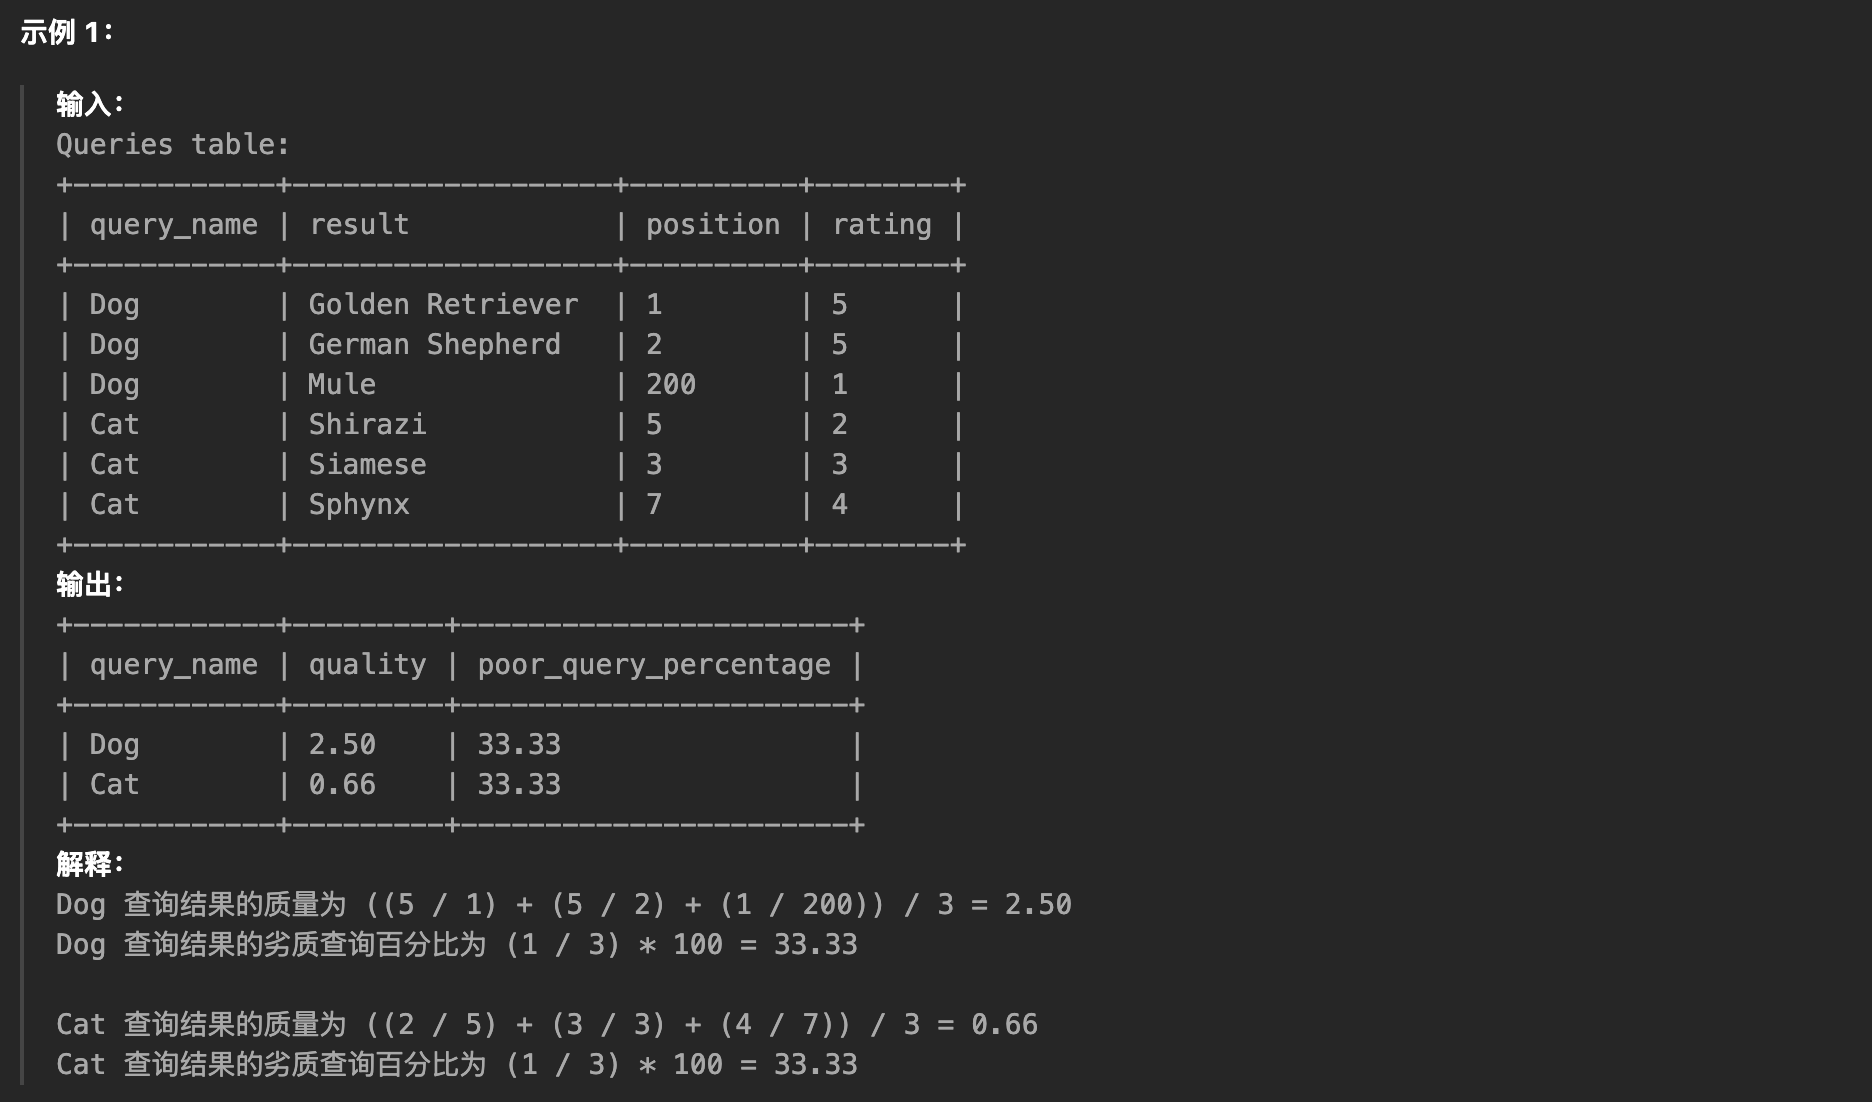 示例 1：
输入：
Queries table:
+------------+-------------------+----------+--------+
| query_name | result            | position | rating |
+------------+-------------------+----------+--------+
| Dog        | Golden Retriever  | 1        | 5      |
| Dog        | German Shepherd   | 2        | 5      |
| Dog        | Mule              | 200      | 1      |
| Cat        | Shirazi           | 5        | 2      |
| Cat        | Siamese           | 3        | 3      |
| Cat        | Sphynx            | 7        | 4      |
+------------+-------------------+----------+--------+
输出：
+------------+---------+-----------------------+
| query_name | quality | poor_query_percentage |
+------------+---------+-----------------------+
| Dog        | 2.50    | 33.33                 |
| Cat        | 0.66    | 33.33                 |
+------------+---------+-----------------------+
解释：
Dog 查询结果的质量为 ((5 / 1) + (5 / 2) + (1 / 200)) / 3 = 2.50
Dog 查询结果的劣质查询百分比为 (1 / 3) * 100 = 33.33
Cat 查询结果的质量为 ((2 / 5) + (3 / 3) + (4 / 7)) / 3 = 0.66
Cat 查询结果的劣质查询百分比为 (1 / 3) * 100 = 33.33